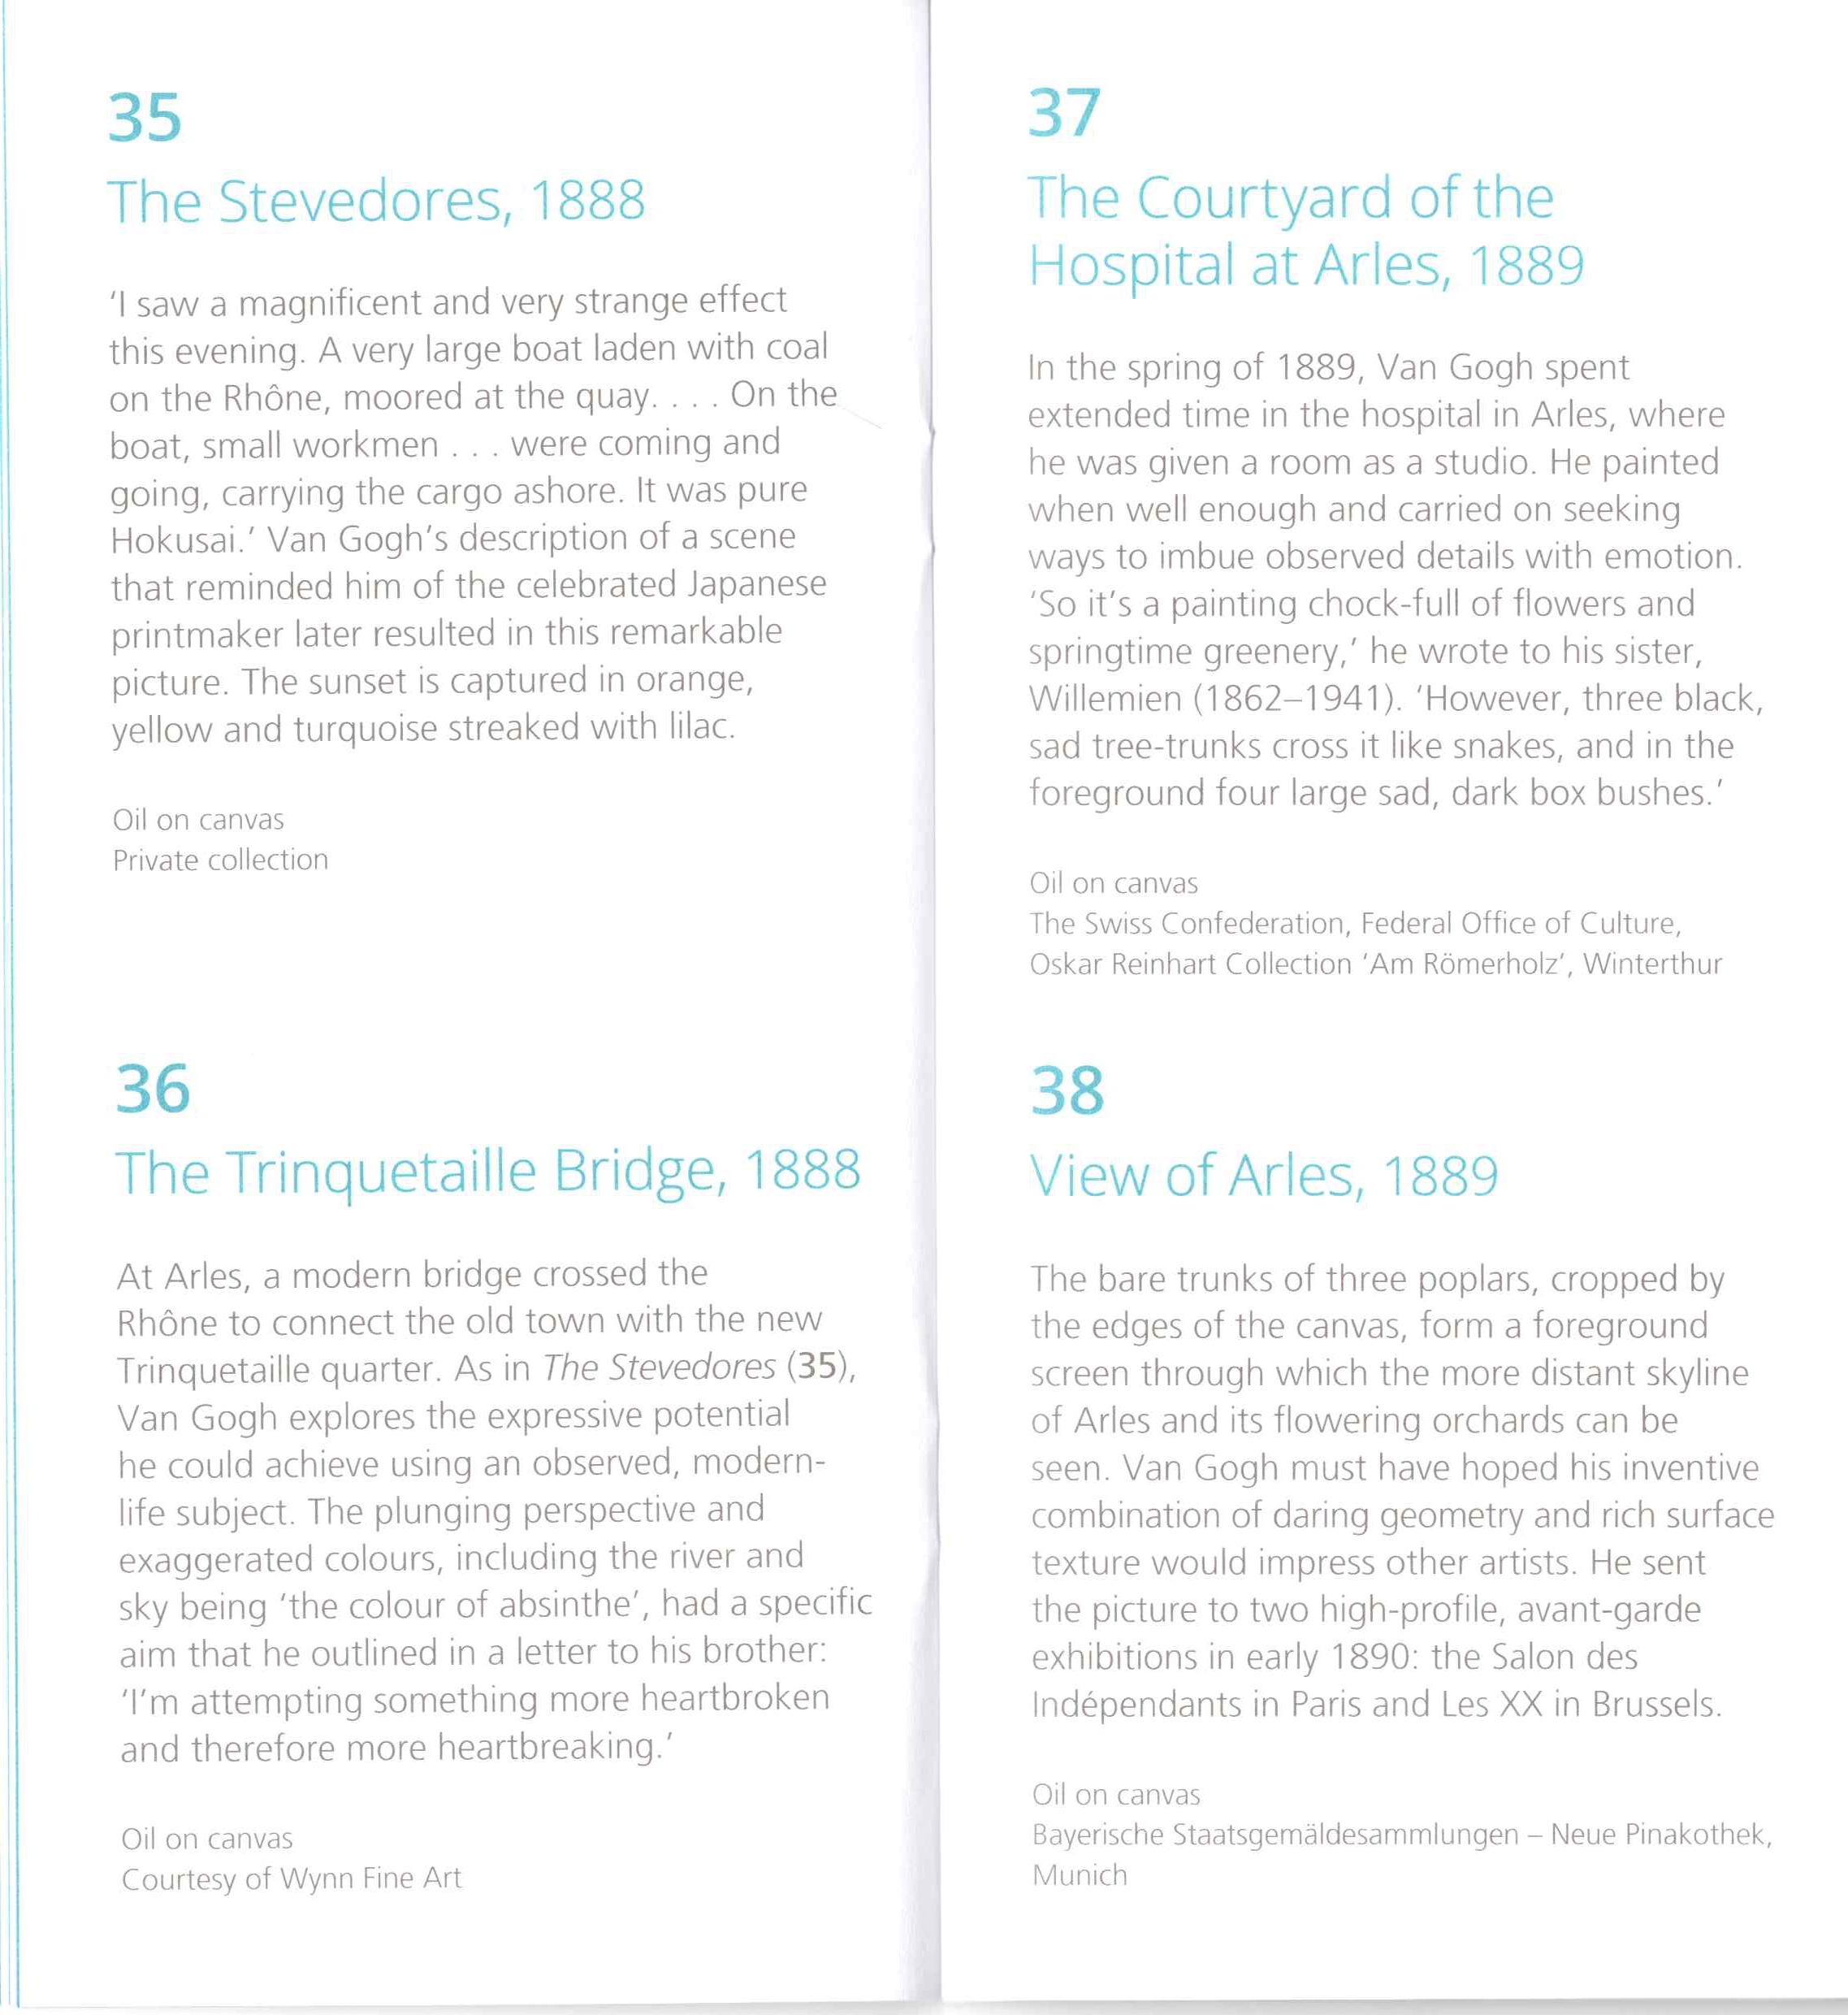 35
The Stevedores, 1888
‘I saw a magnificent and very strange effect
this evening. A very large boat laden with coal
on the Rhône, moored at the quay. . . . On the
boat, small workmen . . . were coming and
going, carrying the cargo ashore. It was pure
Hokusai.’ Van Gogh’s description of a scene
that reminded him of the celebrated Japanese
printmaker later resulted in this remarkable
picture. The sunset is captured in orange,
yellow and turquoise streaked with lilac.
Oil on canvas
Private collection
36
The Trinquetaille Bridge, 1888
At Arles, a modern bridge crossed the
Rhône to connect the old town with the new
Trinquetaille quarter. As in The Stevedores (35),
Van Gogh explores the expressive potential
he could achieve using an observed, modern-
life subject. The plunging perspective and
exaggerated colours, including the river and
sky being ‘the colour of absinthe’, had a specific
aim that he outlined in a letter to his brother:
‘I’m attempting something more heartbroken
and therefore more heartbreaking.’
Oil on canvas
Courtesy of Wynn Fine Art
37
The Courtyard of the
Hospital at Arles, 1889
In the spring of 1889, Van Gogh spent
extended time in the hospital in Arles, where
he was given a room as a studio. He painted
when well enough and carried on seeking
ways to imbue observed details with emotion.
‘So it’s a painting chock-full of flowers and
springtime greenery,’ he wrote to his sister,
Willemien (1862–1941). ‘However, three black,
sad tree-trunks cross it like snakes, and in the
foreground four large sad, dark box bushes.’
Oil on canvas
The Swiss Confederation, Federal Office of Culture,
Oskar Reinhart Collection ‘Am Römerholz’, Winterthur
38
View of Arles, 1889
The bare trunks of three poplars, cropped by
the edges of the canvas, form a foreground
screen through which the more distant skyline
of Arles and its flowering orchards can be
seen. Van Gogh must have hoped his inventive
combination of daring geometry and rich surface
texture would impress other artists. He sent
the picture to two high-profile, avant-garde
exhibitions in early 1890: the Salon des
Indépendants in Paris and Les XX in Brussels.
Oil on canvas
Bayerische Staatsgemäldesammlungen – Neue Pinakothek,
Munich